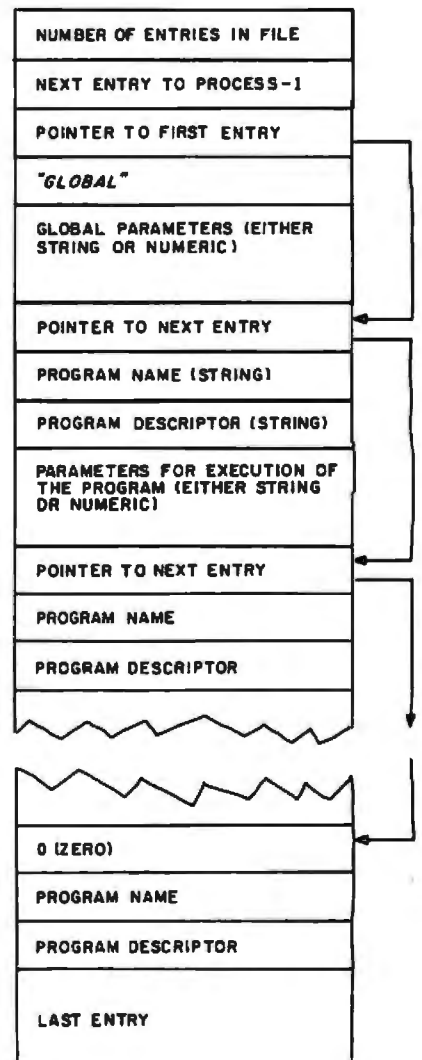 NUMBER OF ENTRIES IN FILE
NEXT ENTRY TO PROCESS-1
POINTER TO FIRST ENTRY
"GLOBAL"
GLOBAL PARAMETERS (EITHER
STRING OR NUMERIC)
POINTER TO NEXT ENTRY
PROGRAM NAME (STRING)
PROGRAM DESCRIPTOR (STRING)
PARAMETERS FOR EXECUTION OF
THE PROGRAM (EITHER STRING
OR NUMERIC)
POINTER TO NEXT ENTRY
PROGRAM NAME
PROGRAM DESCRIPTOR
0 (ZERO)
PROGRAM NAME
PROGRAM DESCRIPTOR
LAST ENTRY